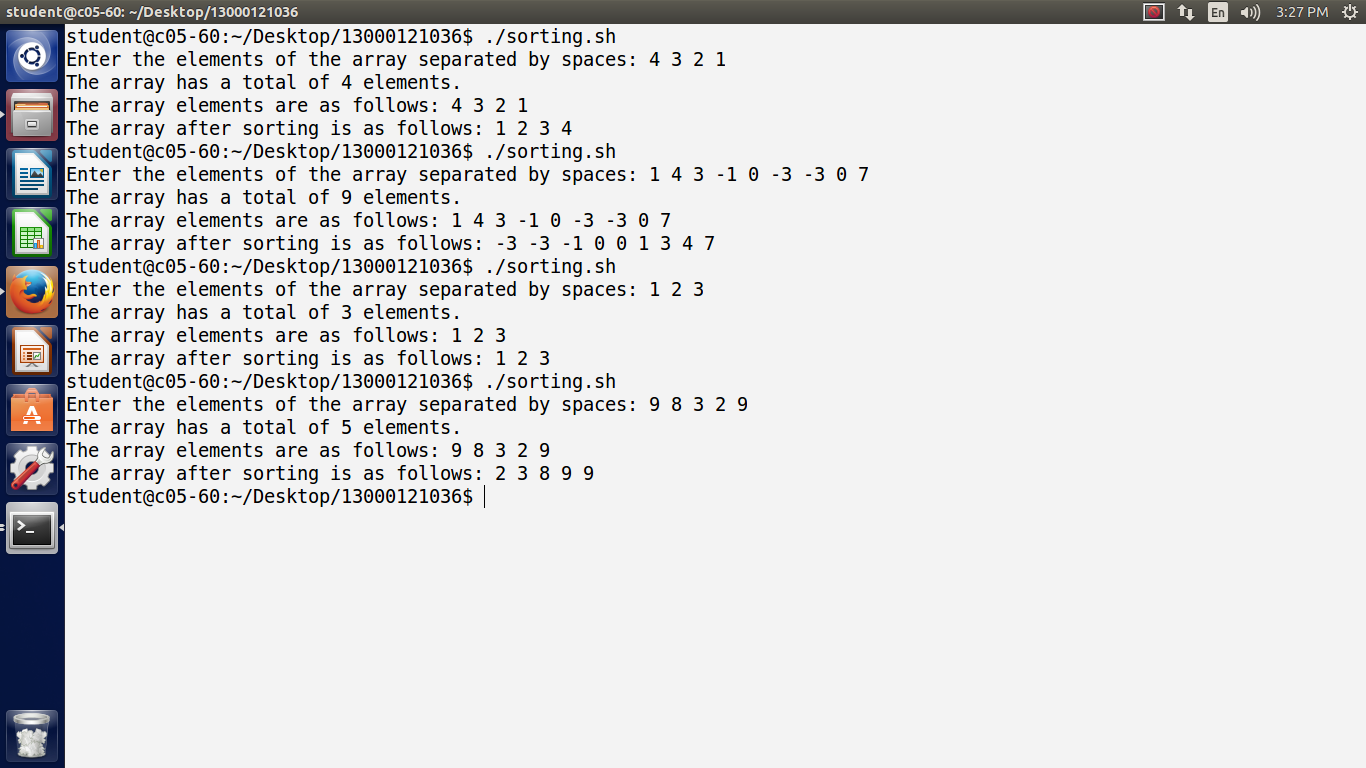 student@c05-60: ~/Desktop/13000121036
En
3:27 PM
student@c05-60:~/Desktop/13000121036$ ./sorting.sh
Enter the elements of the array separated by spaces: 4 3 2 1
The array has a total of 4 elements.
The array elements are as follows: 4 3 2 1
The array after sorting is as follows: 1 2 3 4
student@c05-60:~/Desktop/13000121036$ ./sorting.sh
Enter the elements of the array separated by spaces: 1 4 3 -1 0 -3 -3 0 7
The array has a total of 9 elements.
The array elements are as follows: 1 4 3 -1 0 -3 -3 0 7
The array after sorting is as follows: -3 -3 -1 0 0 1 3 4 7
student@c05-60:~/Desktop/13000121036$ ./sorting.sh
Enter the elements of the array separated by spaces: 1 2 3
The array has a total of 3 elements.
The array elements are as follows: 1 2 3
The array after sorting is as follows: 1 2 3
student@c05-60:~/Desktop/13000121036$ ./sorting.sh
Enter the elements of the array separated by spaces: 9 8 3 2 9
The array has a total of 5 elements.
The array elements are as follows: 9 8 3 2 9
The array after sorting is as follows: 2 3 8 9 9
student@c05-60:~/Desktop/13000121036$